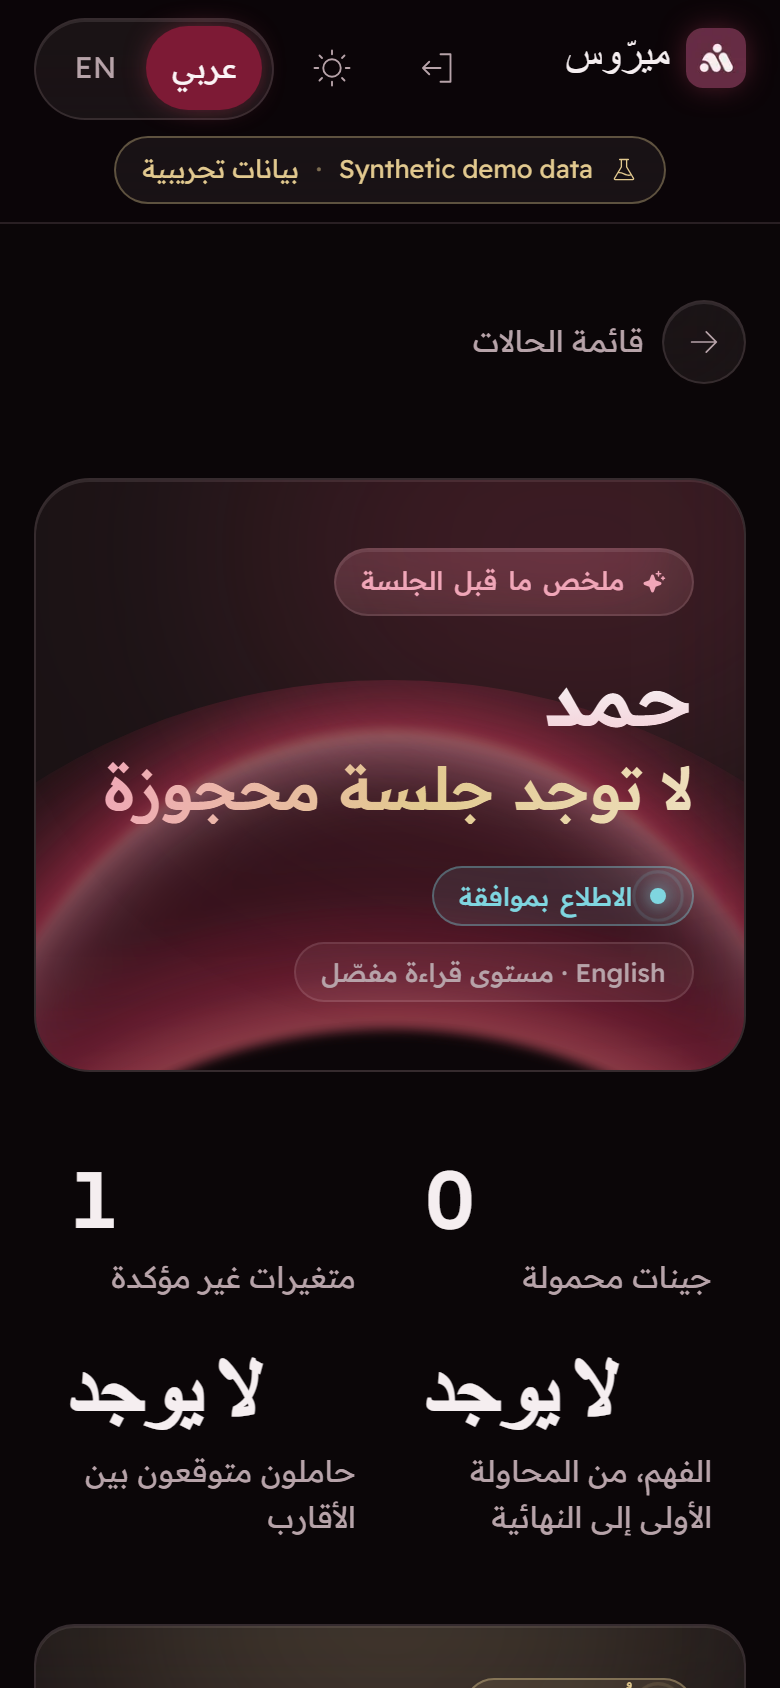 ميرّوس
عربي
EN
Synthetic demo data · بيانات تجريبية
قائمة الحالات
ملخص ما قبل الجلسة
حمد
لا توجد جلسة محجوزة
الاطلاع بموافقة
English · مستوى قراءة مفصّل
0
جينات محمولة
1
متغيرات غير مؤكدة
لا يوجد
الفهم، من المحاولة
الأولى إلى النهائية
لا يوجد
حاملون متوقعون بين
الأقارب